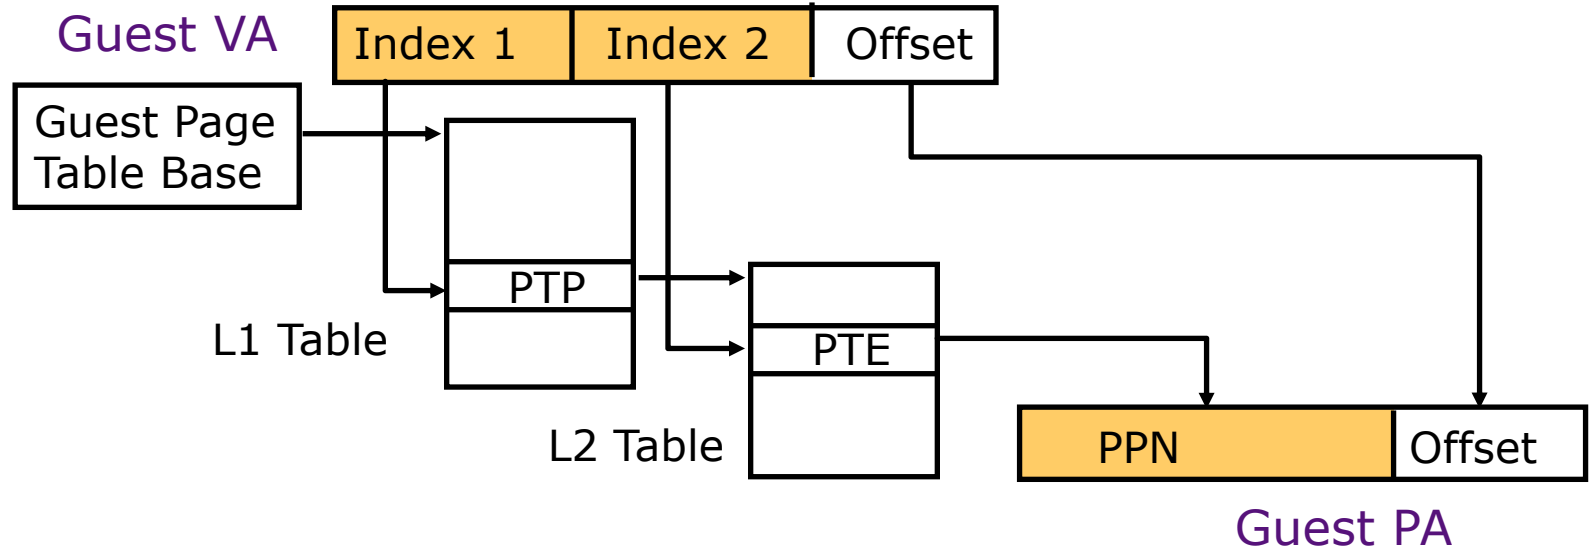 Guest VA
Index 1
Index 2
Offset
Guest Page
Table Base
PTP
L1 Table
PTE
L2 Table
PPN
Offset
Guest PA